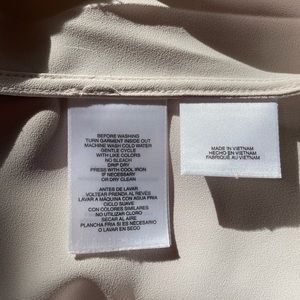 BEFORE WASHING
TURN GARMENT INSIDE OUT
MACHINE WASH COLD WATER
GENTLE CYCLE
WITH LIKE COLORS
NO BLEACH
DRIP DRY
PRESS WITH COOL IRON
IF NECESSARY
OR DRY CLEAN
ANTES DE LAVAR
VOLTEAR PRENDA AL REVES
LAVAR A MAQUINA CON AGUA FRIA
CICLO SUAVE
CON COLORES SIMILARES
NO UTILIZAR CLORO
SECAR AL AIRE
PLANCHA FRIA SI ES NECESARIO
O LAVAR EN SECO
MADE IN VIETNAM
HECHO EN VIETNAM
FABRIQUÉ AU VIETNAM